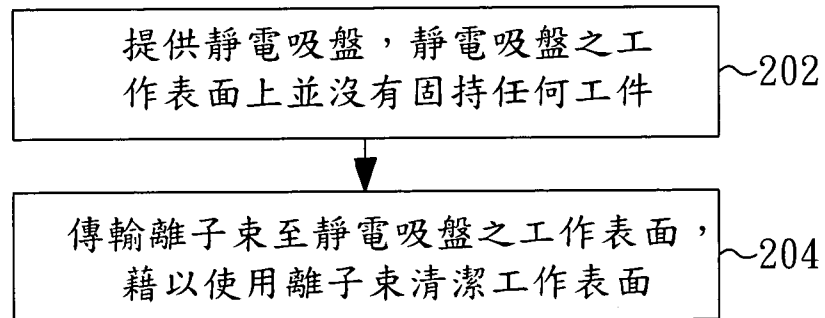 提供靜電吸盤，靜電吸盤之工
作表面上並沒有固持任何工件
202
傳輸離子束至靜電吸盤之工作表面，
藉以使用離子束清潔工作表面
204